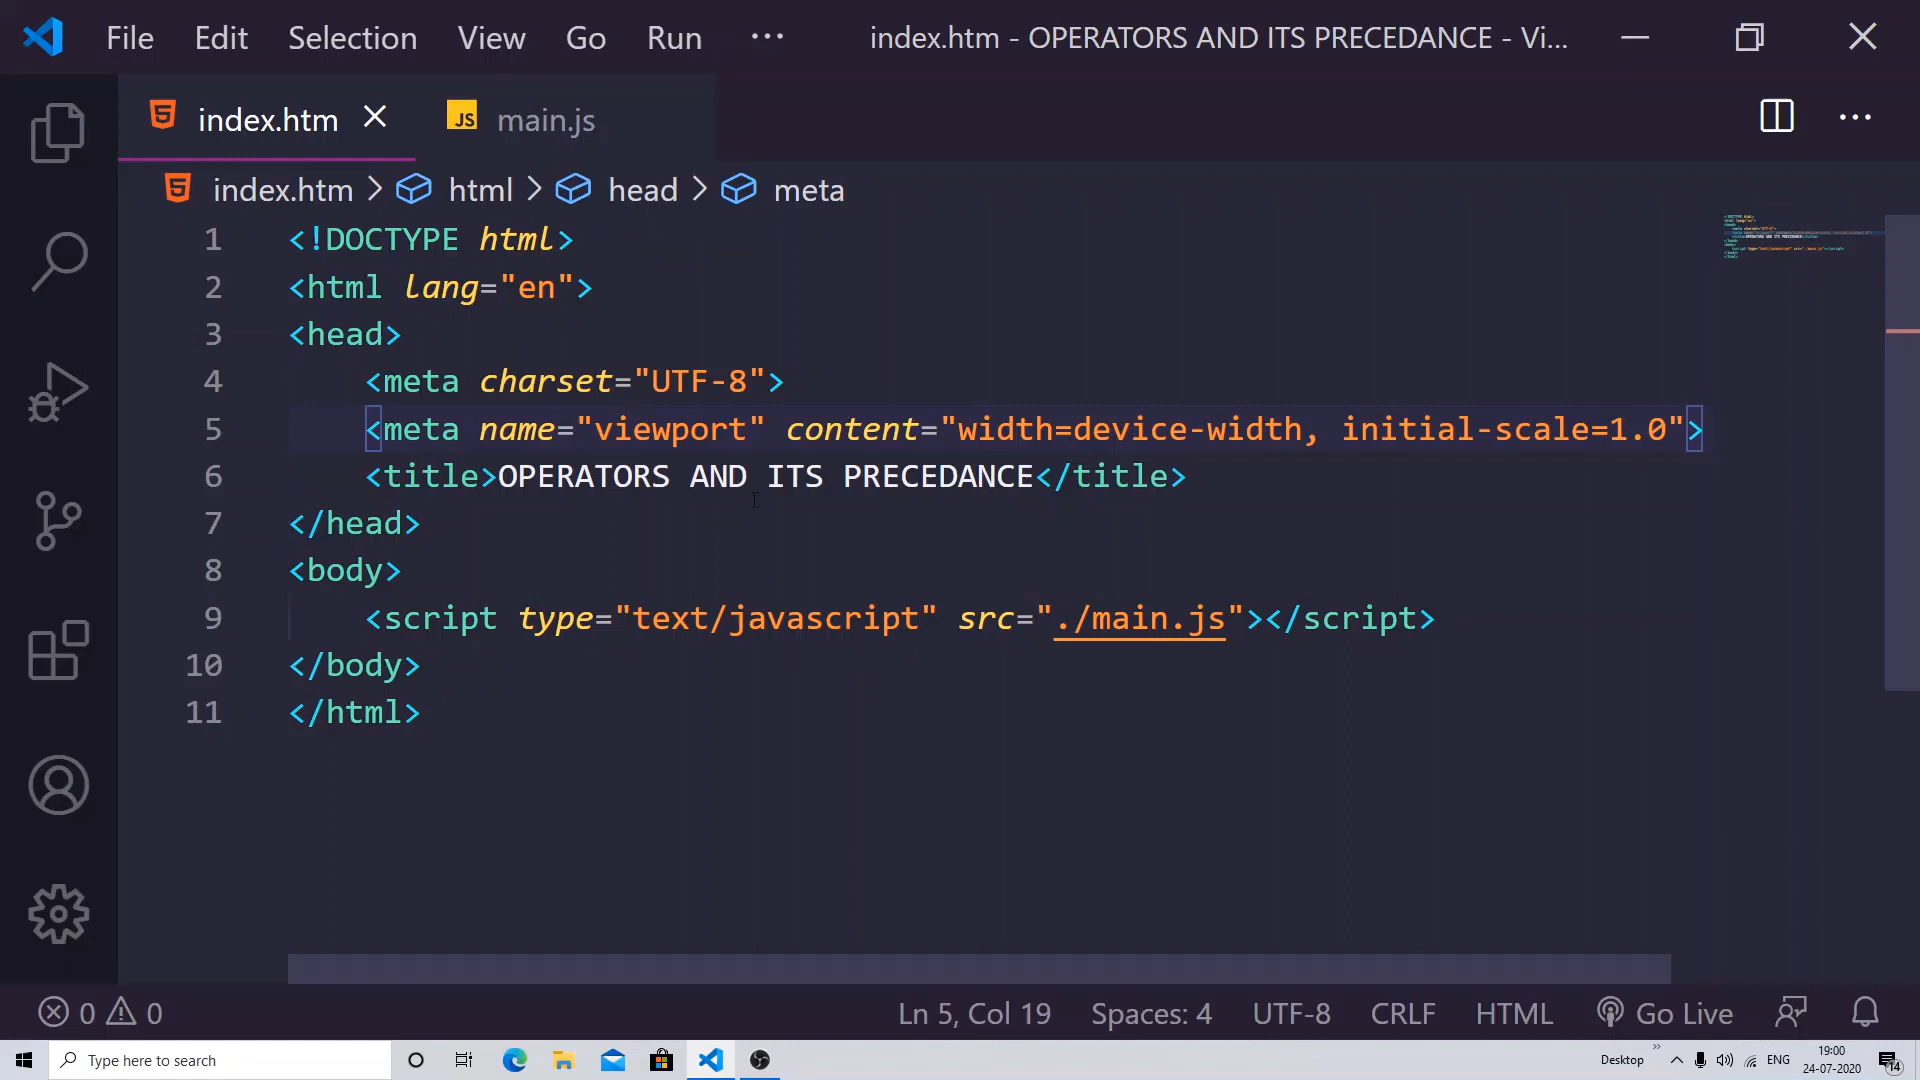 File Edit Selection View Go Run ··· index.htm - OPERATORS AND ITS PRECEDANCE - Vi...
index.htm JS main.js
index.htm > html > head > meta
1 <!DOCTYPE html>
2 <html lang="en">
3 <head>
4 <meta charset="UTF-8">
5 <meta name="viewport" content="width=device-width, initial-scale=1.0">
6 <title>OPERATORS AND ITS PRECEDANCE</title>
7 </head>
8 <body>
9 <script type="text/javascript" src="./main.js"></script>
10 </body>
11 </html>
0 0 Ln 5, Col 19 Spaces: 4 UTF-8 CRLF HTML Go Live
Type here to search Desktop ENG 19:00
24-07-2020 14